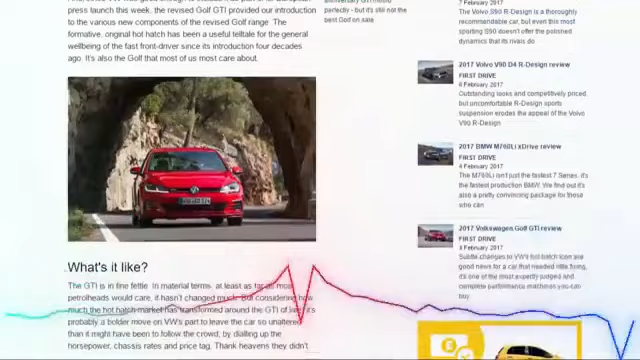 press launch this week, the revised Golf GTI provided our introduction
to the various new components of the revised Golf range The
formative, original hot hatch has been a useful telltale for the general
wellbeing of the fast front-driver since its introduction four decades
ago. It's also the Golf that most of us most care about.
What's it like?
The GTI is in fine fettle. In material terms, at least as far as most
petrolheads would care, it hasn't changed much. But considering how
much the hot hatch market has transformed around the GTI of late, it's
probably a bolder move on VW's part to leave the car so unaltered
than it might have been to follow the crowd, by dialling up the
horsepower, chassis rates and price tag. Thank heavens they didn't
perfectly - but it's still not the
best Golf on sale
7 February 2017
The Volvo S90 R-Design is a thoroughly
recommendable car, but even this most
sporting S90 doesn't offer the polished
dynamics that its rivals do
2017 Volvo V90 D4 R-Design review
FIRST DRIVE
6 February 2017
Outstanding looks and competitively priced,
but uncomfortable R-Design sports
suspension erodes the appeal of the Volvo
V90 R-Design
2017 BMW M760Li xDrive review
FIRST DRIVE
4 February 2017
The M760Li isn't just the fastest 7 Series, it's
the fastest production BMW. We find out it's
also a pretty convincing package for those
who can
2017 Volkswagen Golf GTI review
FIRST DRIVE
February 2017
Subtle changes to VW's hot hatch icon are
good news for a car that needed little fixing,
it's one of the most expertly judged and
complete performance machines you can
buy